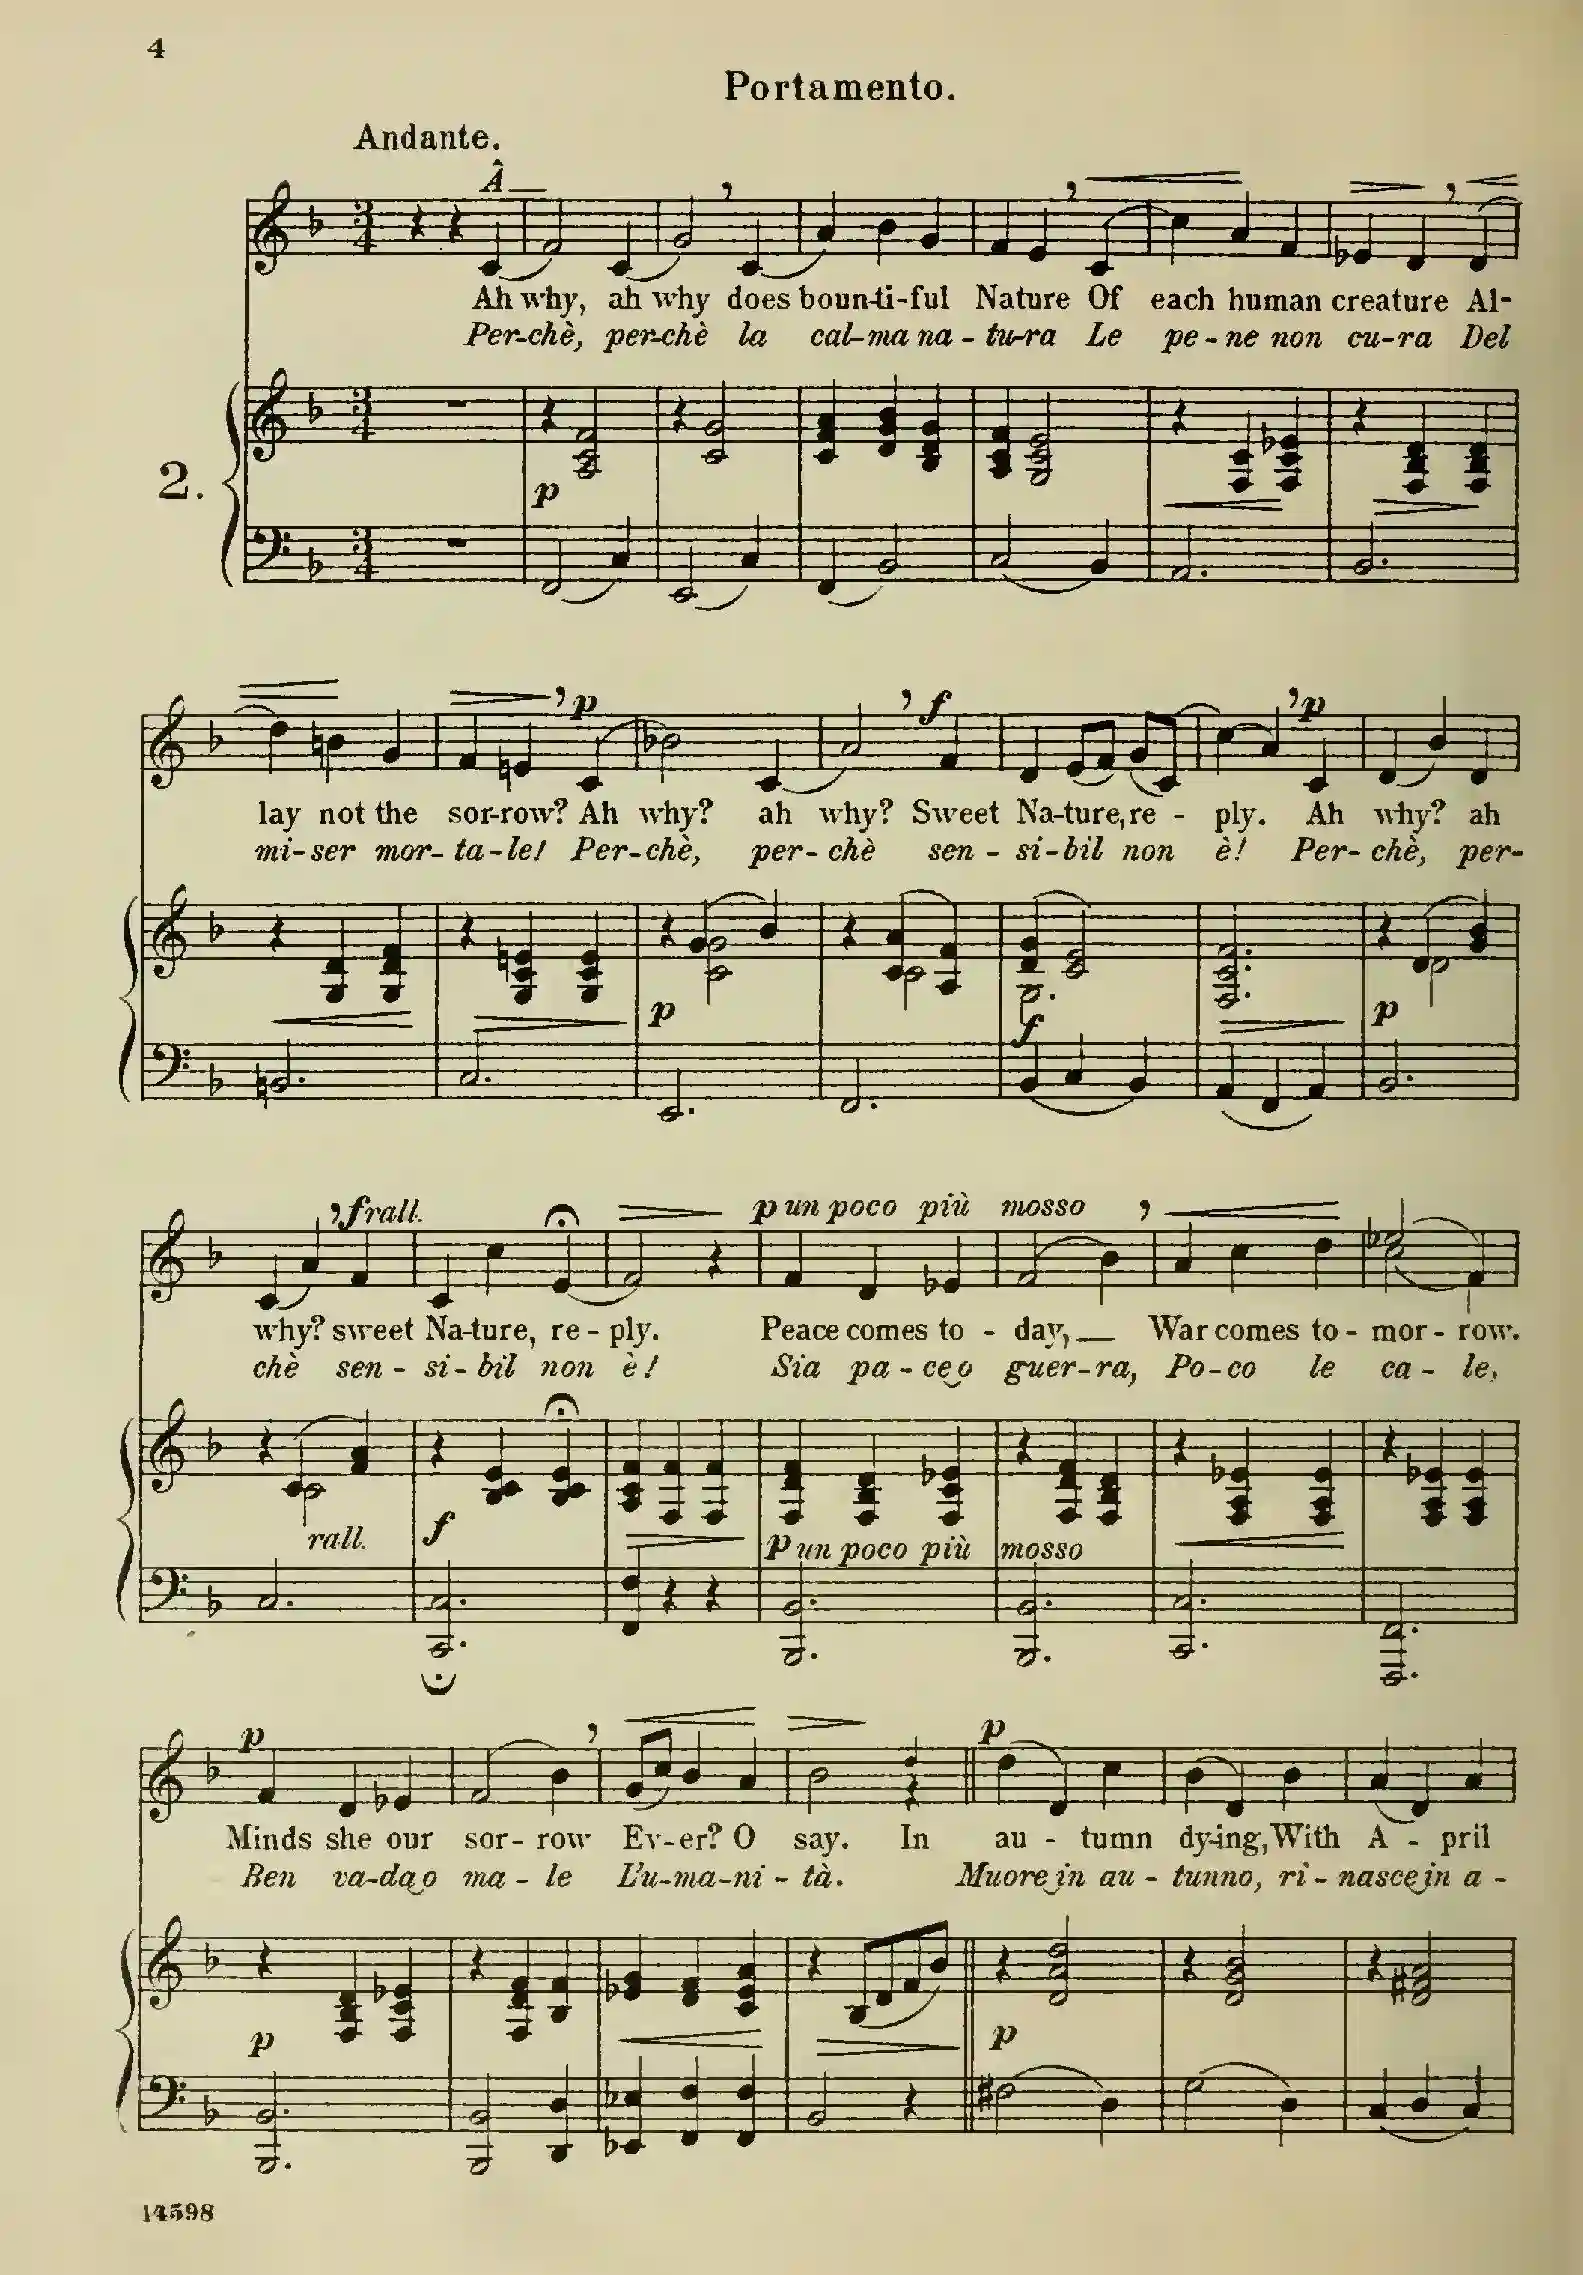 4
Portamento.
Andante.
Â
Ah why, ah why does boun-ti-ful Nature Of each human creature Al-
Per-chè, per-chè la cal-ma na-tu-ra Le pe-ne non cu-ra Del
2.
p
p f p
lay not the sor-row? Ah why? ah why? Sweet Na-ture, re-ply. Ah why? ah
mi-ser mor-ta-le! Per-chè, per-chè sen-si-bil non è! Per-chè, per-
p f p
f rall. p un poco più mosso
why? sweet Na-ture, re-ply. Peace comes to-day, War comes to-mor-row.
chè sen-si-bil non è! Sia pa-ce o guer-ra, Po-co le ca-le,
rall. f p un poco più mosso
p p
Minds she our sor-row Ev-er? O say. In au-tumn dy-ing, With A-pril
Ben va-da o ma-le L'u-ma-ni-tà. Muore in au-tunno, ri-nasce in a-
p p
14598